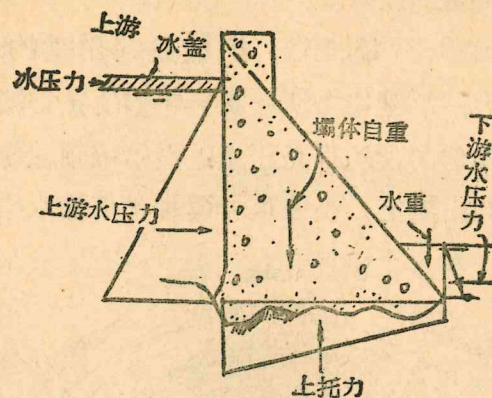 上游
冰盖
冰压力
坝体自重
下游水压力
水重
上游水压力
上托力